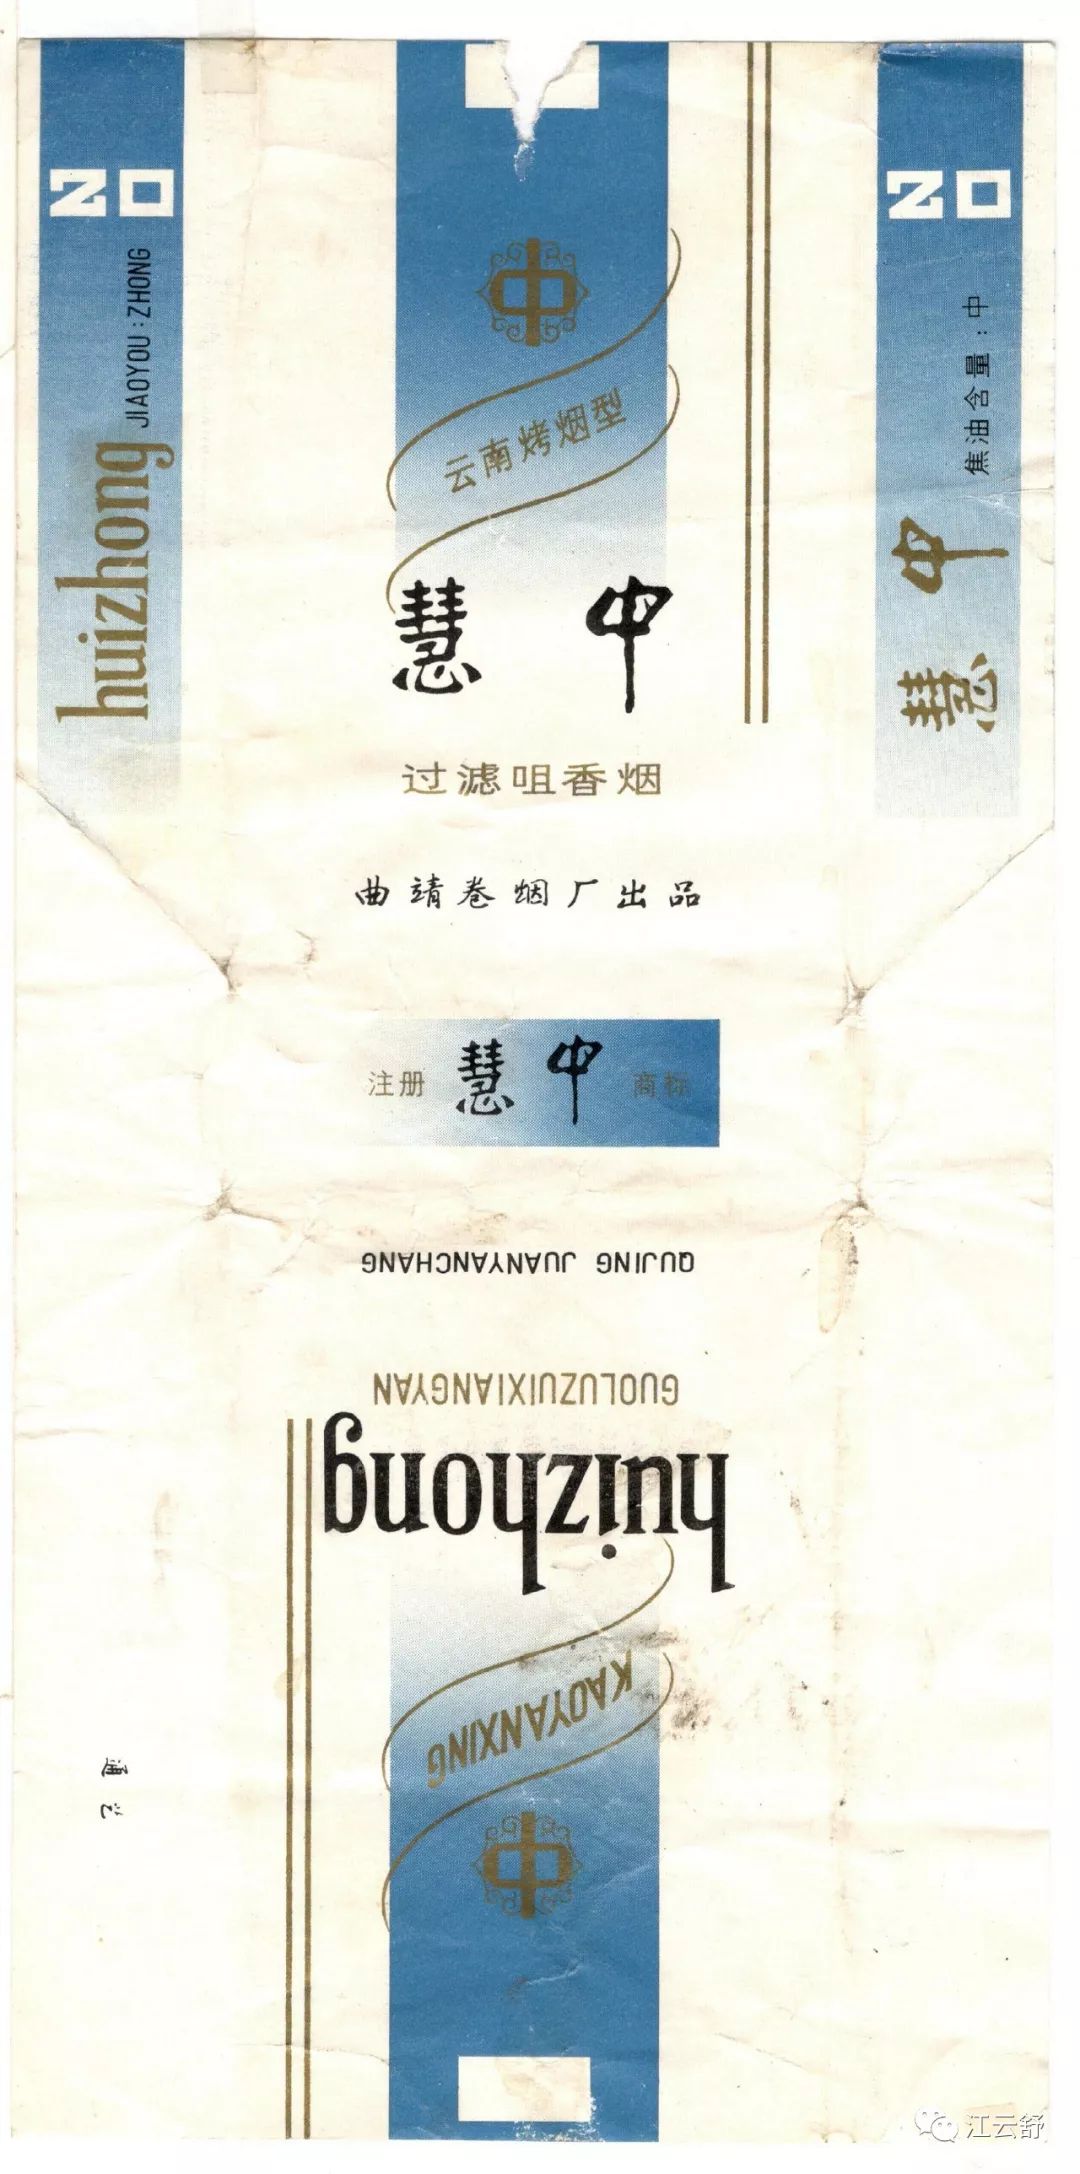 20
huizhong
JIAOYOU:ZHONG
中
云南烤烟型
慧中
过滤咀香烟
曲靖卷烟厂出品
20
慧中
焦油含量:中
注册 慧中 商标
QUJING JUANYANCHANG
GUOLUZUIXIANGYAN
huizhong
KAOYANXING
中
江云舒